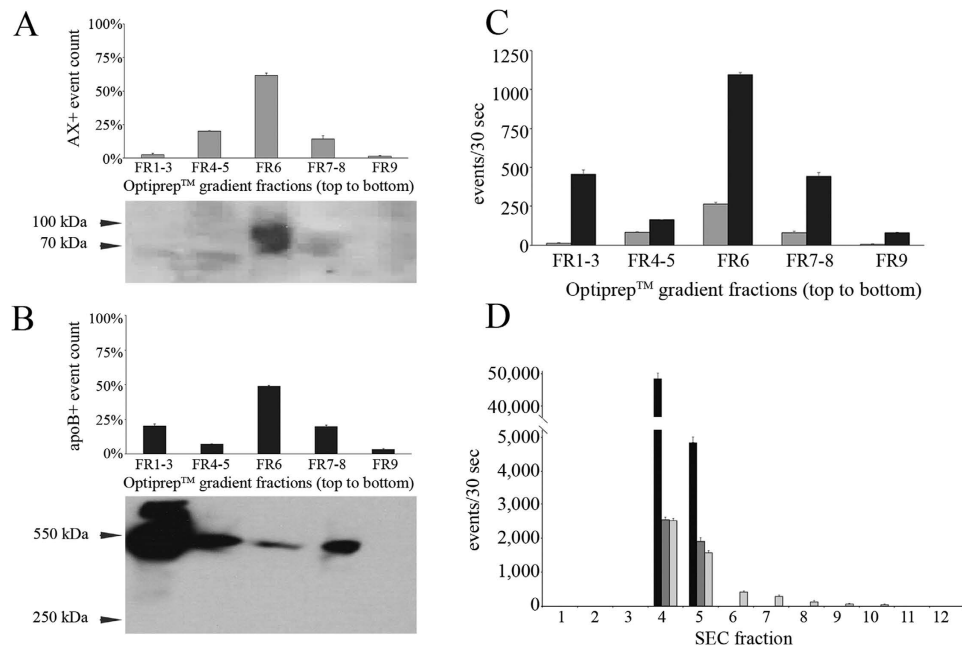 A
100%
75%
50%
25%
0%
AX+ event count
FR1-3 FR4-5 FR6 FR7-8 FR9
Optiprep™ gradient fractions (top to bottom)
100 kDa
70 kDa
B
100%
75%
50%
25%
0%
apoB+ event count
FR1-3 FR4-5 FR6 FR7-8 FR9
Optiprep™ gradient fractions (top to bottom)
550 kDa
250 kDa
C
1250
1000
750
500
250
0
events/30 sec
FR1-3 FR4-5 FR6 FR7-8 FR9
Optiprep™ gradient fractions (top to bottom)
D
50,000
40,000
5,000
4,000
3,000
2,000
1,000
0
events/30 sec
1 2 3 4 5 6 7 8 9 10 11 12
SEC fraction